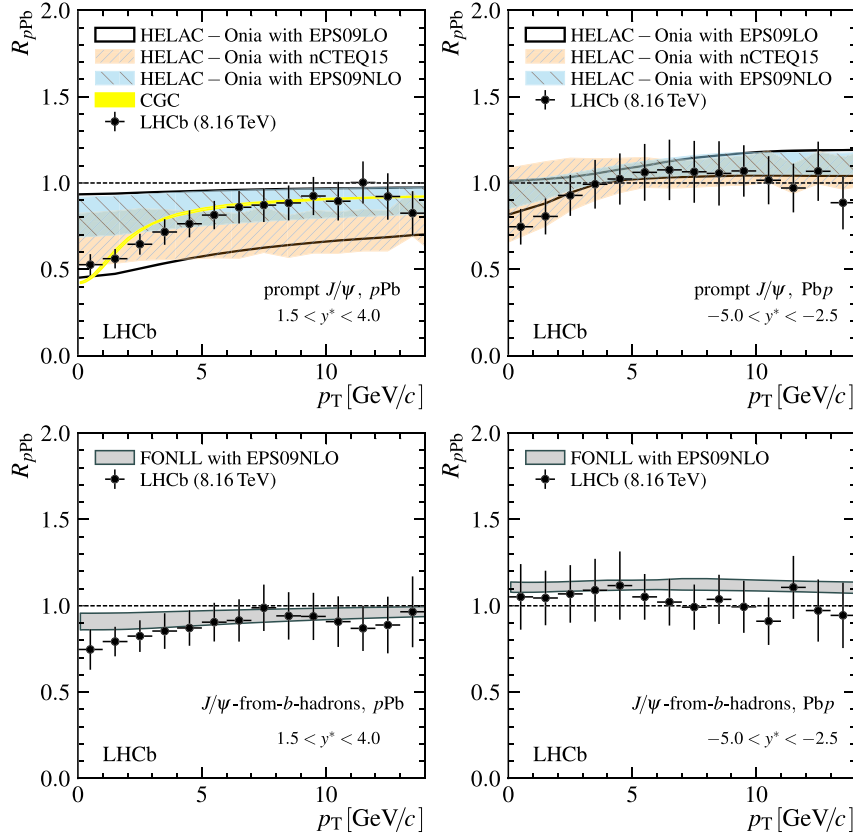 R_pPb
2.0
1.5
1.0
0.5
0.0
HELAC − Onia with EPS09LO
HELAC − Onia with nCTEQ15
HELAC − Onia with EPS09NLO
CGC
LHCb (8.16 TeV)
prompt J/ψ, pPb
1.5 < y* < 4.0
LHCb
0 5 10
p_T [GeV/c]
R_pPb
2.0
1.5
1.0
0.5
0.0
HELAC − Onia with EPS09LO
HELAC − Onia with nCTEQ15
HELAC − Onia with EPS09NLO
LHCb (8.16 TeV)
prompt J/ψ, Pbp
−5.0 < y* < −2.5
LHCb
0 5 10
p_T [GeV/c]
R_pPb
2.0
1.5
1.0
0.5
0.0
FONLL with EPS09NLO
LHCb (8.16 TeV)
J/ψ-from-b-hadrons, pPb
1.5 < y* < 4.0
LHCb
0 5 10
p_T [GeV/c]
R_pPb
2.0
1.5
1.0
0.5
0.0
FONLL with EPS09NLO
LHCb (8.16 TeV)
J/ψ-from-b-hadrons, Pbp
−5.0 < y* < −2.5
LHCb
0 5 10
p_T [GeV/c]